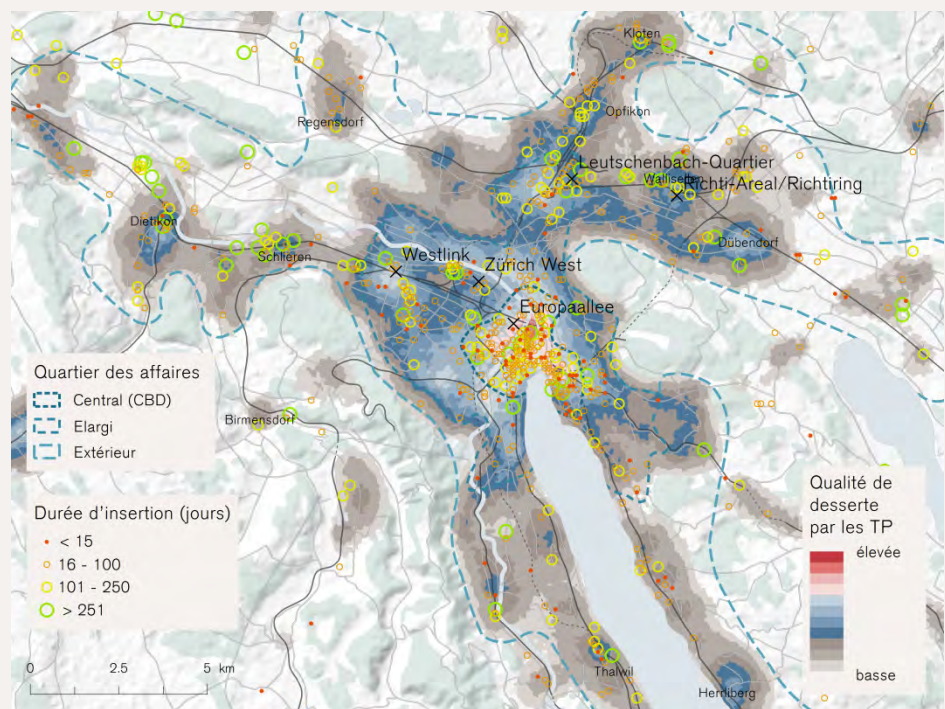 Kloten
Opfikon
Regensdorf
Leutschenbach-Quartier
Wallisellen
Richti-Areal/Richtiring
Dietikon
Dübendorf
Schlieren
Westlink
Zürich West
Europaallee
Quartier des affaires
Central (CBD)
Elargi
Extérieur
Birmensdorf
Durée d'insertion (jours)
< 15
16 - 100
101 - 250
> 251
Qualité de
desserte
par les TP
élevée
basse
0 2.5 5 km
Thalwil
Herrliberg